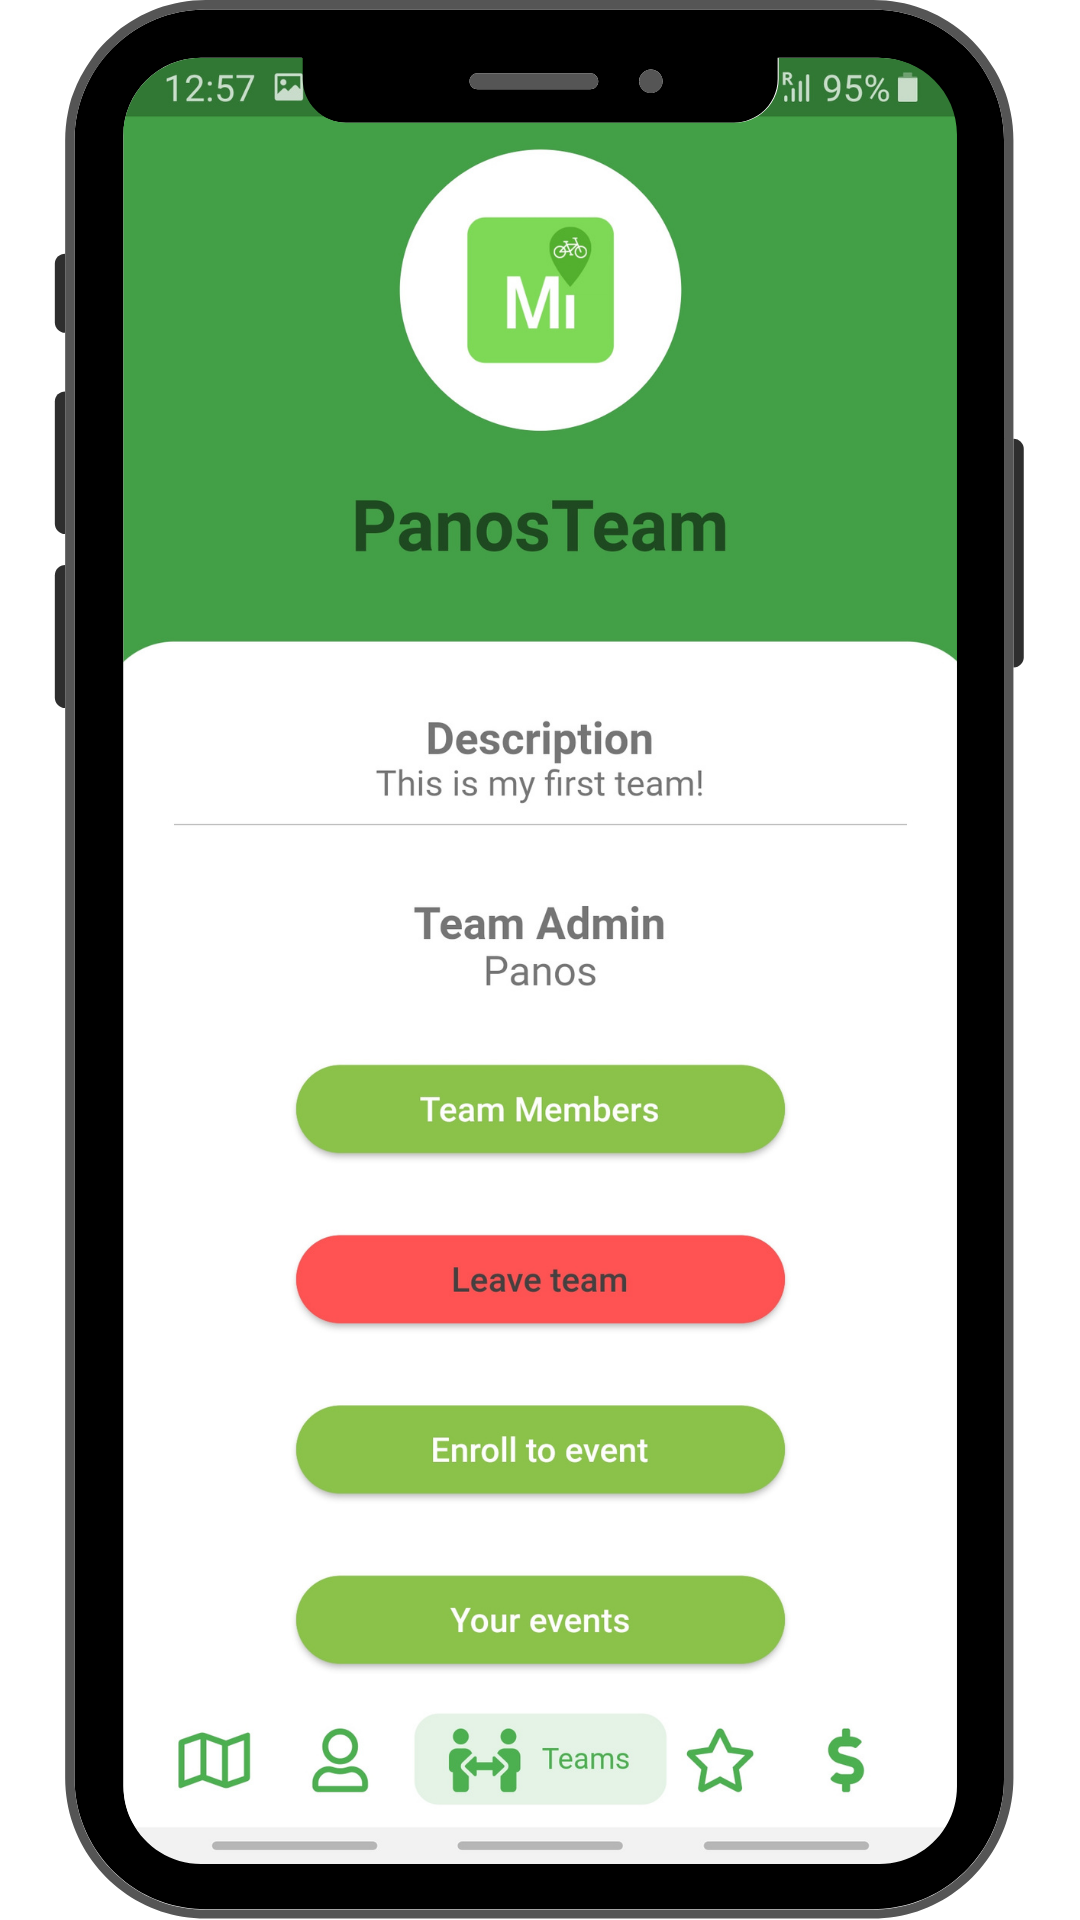 12:57 R 95%
Mi
PanosTeam
Description
This is my first team!
Team Admin
Panos
Team Members
Leave team
Enroll to event
Your events
Teams
$